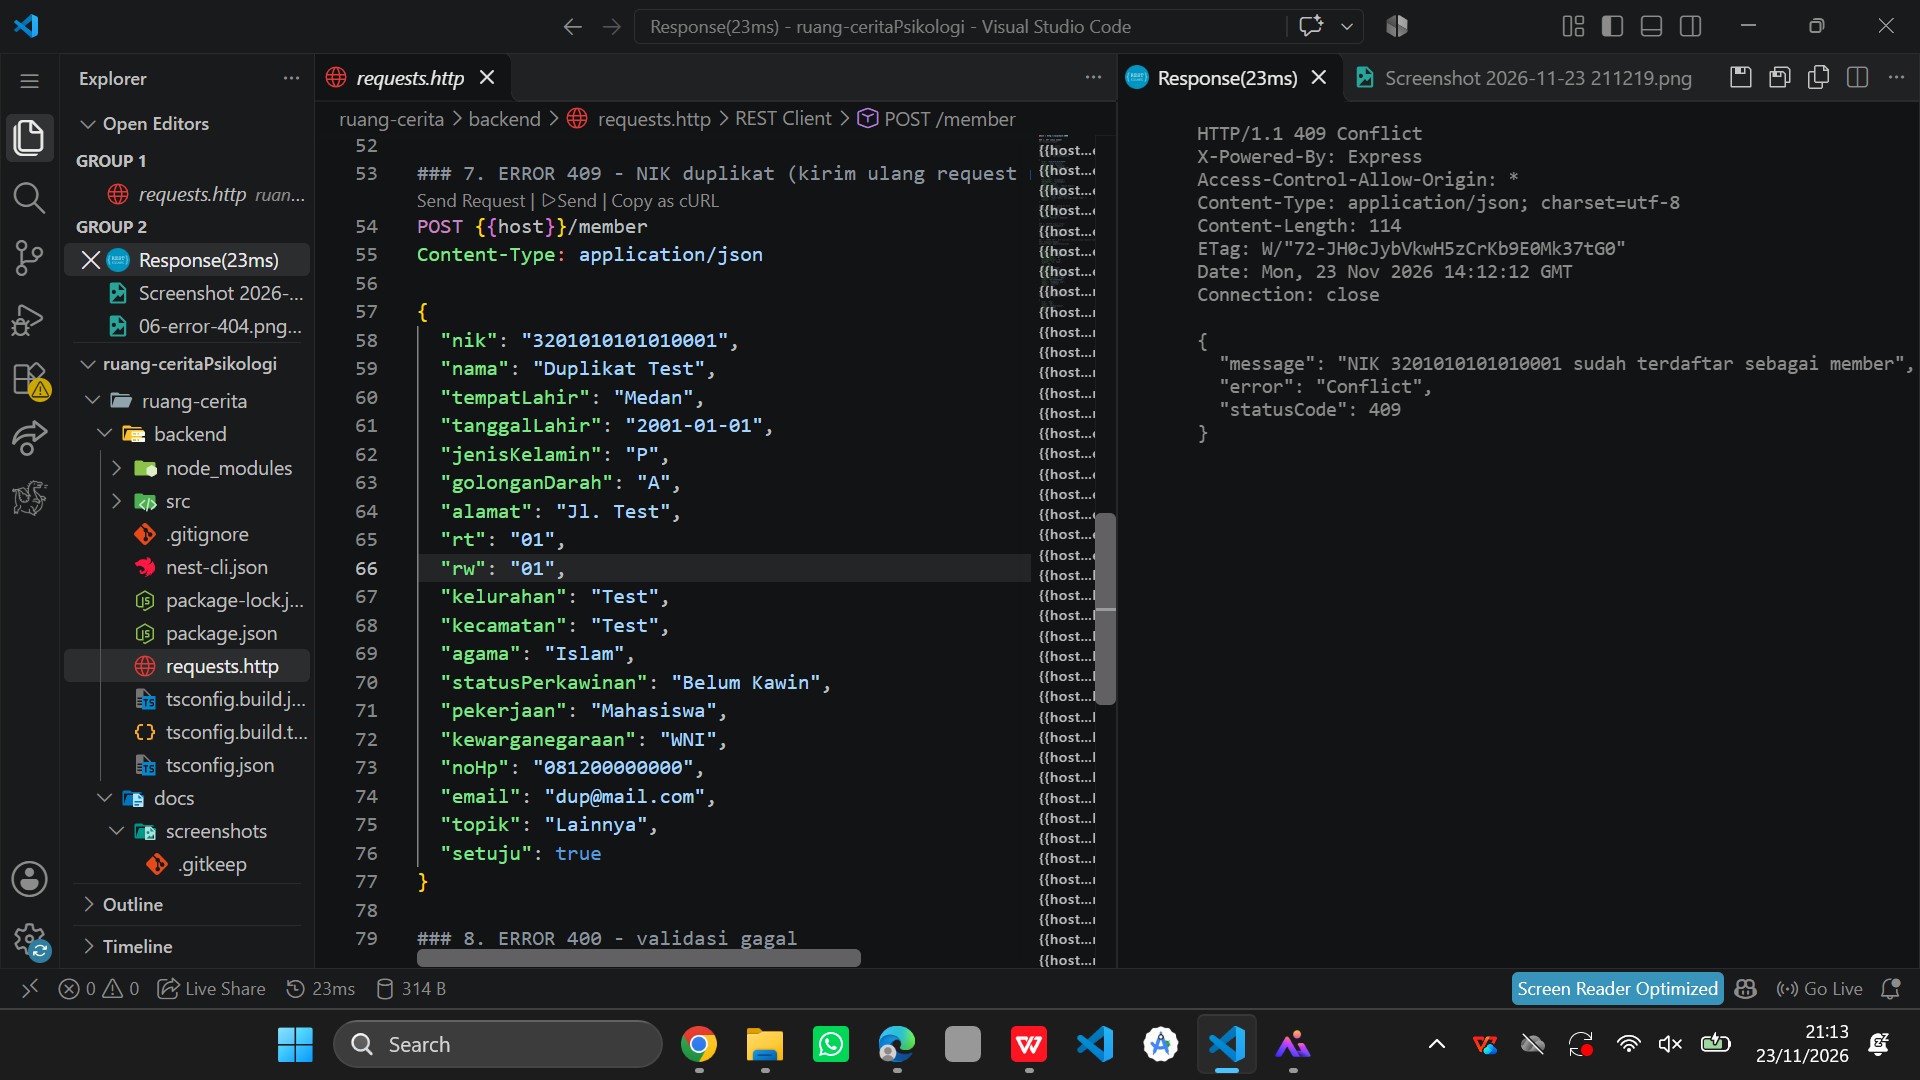 Response(23ms) - ruang-ceritaPsikologi - Visual Studio Code
Explorer
Open Editors
GROUP 1
requests.http ruan...
GROUP 2
Response(23ms)
Screenshot 2026-...
06-error-404.png...
ruang-ceritaPsikologi
ruang-cerita
backend
node_modules
src
.gitignore
nest-cli.json
package-lock.j...
package.json
requests.http
tsconfig.build.j...
tsconfig.build.t...
tsconfig.json
docs
screenshots
.gitkeep
Outline
Timeline
requests.http
ruang-cerita > backend > requests.http > REST Client > POST /member
52
53 ### 7. ERROR 409 - NIK duplikat (kirim ulang request
Send Request | Send | Copy as cURL
54 POST {{host}}/member
55 Content-Type: application/json
56
57 {
58 "nik": "3201010101010001",
59 "nama": "Duplikat Test",
60 "tempatLahir": "Medan",
61 "tanggalLahir": "2001-01-01",
62 "jenisKelamin": "P",
63 "golonganDarah": "A",
64 "alamat": "Jl. Test",
65 "rt": "01",
66 "rw": "01",
67 "kelurahan": "Test",
68 "kecamatan": "Test",
69 "agama": "Islam",
70 "statusPerkawinan": "Belum Kawin",
71 "pekerjaan": "Mahasiswa",
72 "kewarganegaraan": "WNI",
73 "noHp": "081200000000",
74 "email": "dup@mail.com",
75 "topik": "Lainnya",
76 "setuju": true
77 }
78
79 ### 8. ERROR 400 - validasi gagal
Response(23ms)
Screenshot 2026-11-23 211219.png
HTTP/1.1 409 Conflict
X-Powered-By: Express
Access-Control-Allow-Origin: *
Content-Type: application/json; charset=utf-8
Content-Length: 114
ETag: W/"72-JH0cJybVkwH5zCrKb9E0Mk37tG0"
Date: Mon, 23 Nov 2026 14:12:12 GMT
Connection: close
{
"message": "NIK 3201010101010001 sudah terdaftar sebagai member",
"error": "Conflict",
"statusCode": 409
}
0 0 Live Share 23ms 314 B
Screen Reader Optimized
Go Live
Search
21:13
23/11/2026